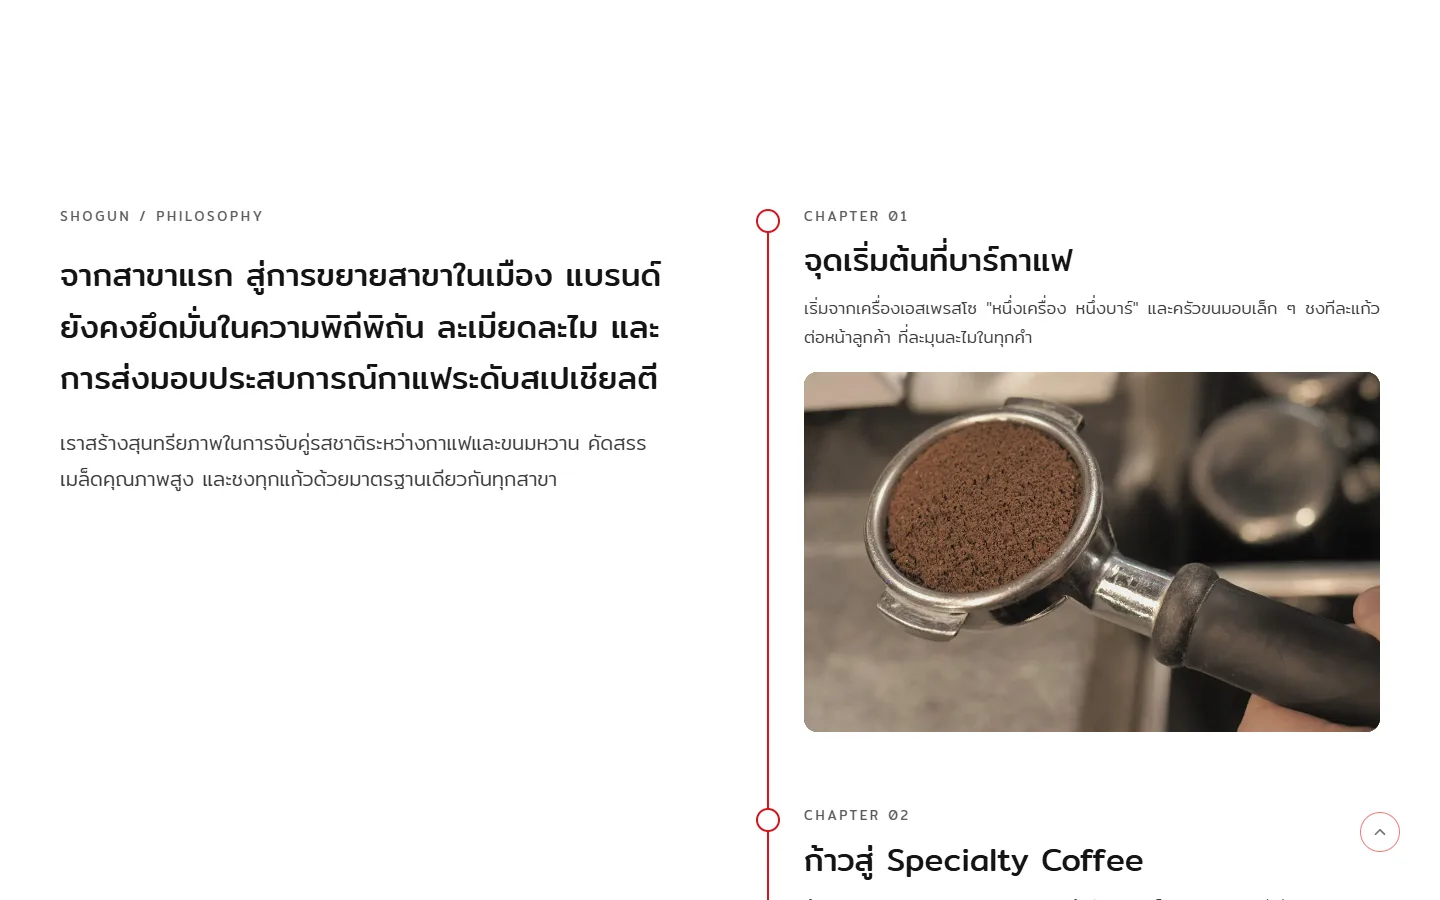 SHOGUN / PHILOSOPHY
จากสาขาแรก สู่การขยายสาขาในเมือง แบรนด์
ยังคงยึดมั่นในความพิถีพิถัน ละเมียดละไม และ
การส่งมอบประสบการณ์กาแฟระดับสเปเชียลตี
เราสร้างสุนทรียภาพในการจับคู่รสชาติระหว่างกาแฟและขนมหวาน คัดสรร
เมล็ดคุณภาพสูง และชงทุกแก้วด้วยมาตรฐานเดียวกันทุกสาขา
CHAPTER 01
จุดเริ่มต้นที่บาร์กาแฟ
เริ่มจากเครื่องเอสเพรสโซ "หนึ่งเครื่อง หนึ่งบาร์" และครัวขนมอบเล็ก ๆ ชงทีละแก้ว
ต่อหน้าลูกค้า ที่ละมุนละไมในทุกคำ
CHAPTER 02
ก้าวสู่ Specialty Coffee